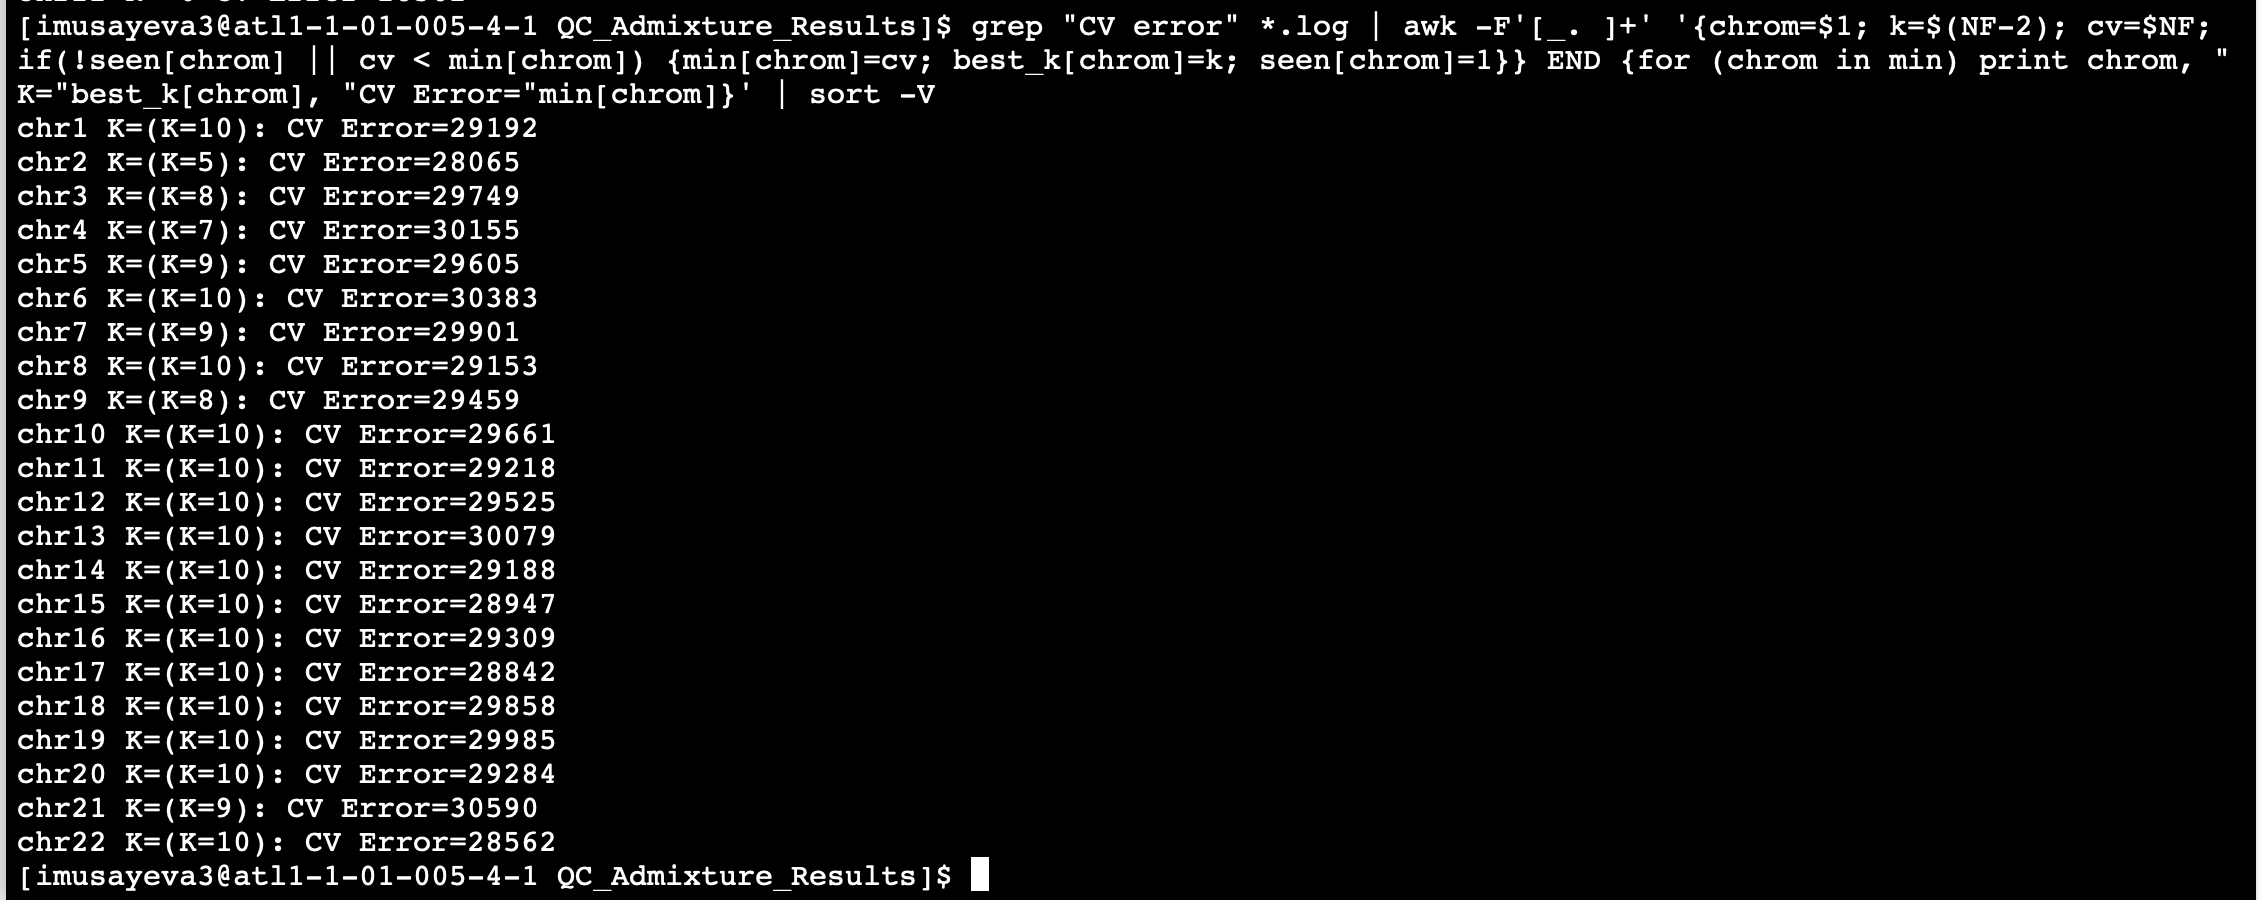 [imusayeva3@atl1-1-01-005-4-1 QC_Admixture_Results]$ grep "CV error" *.log | awk -F'[_. ]+' '{chrom=$1; k=$(NF-2); cv=$NF;
if(!seen[chrom] || cv < min[chrom]) {min[chrom]=cv; best_k[chrom]=k; seen[chrom]=1}} END {for (chrom in min) print chrom, "
K="best_k[chrom], "CV Error="min[chrom]}' | sort -V
chr1 K=(K=10): CV Error=29192
chr2 K=(K=5): CV Error=28065
chr3 K=(K=8): CV Error=29749
chr4 K=(K=7): CV Error=30155
chr5 K=(K=9): CV Error=29605
chr6 K=(K=10): CV Error=30383
chr7 K=(K=9): CV Error=29901
chr8 K=(K=10): CV Error=29153
chr9 K=(K=8): CV Error=29459
chr10 K=(K=10): CV Error=29661
chr11 K=(K=10): CV Error=29218
chr12 K=(K=10): CV Error=29525
chr13 K=(K=10): CV Error=30079
chr14 K=(K=10): CV Error=29188
chr15 K=(K=10): CV Error=28947
chr16 K=(K=10): CV Error=29309
chr17 K=(K=10): CV Error=28842
chr18 K=(K=10): CV Error=29858
chr19 K=(K=10): CV Error=29985
chr20 K=(K=10): CV Error=29284
chr21 K=(K=9): CV Error=30590
chr22 K=(K=10): CV Error=28562
[imusayeva3@atl1-1-01-005-4-1 QC_Admixture_Results]$